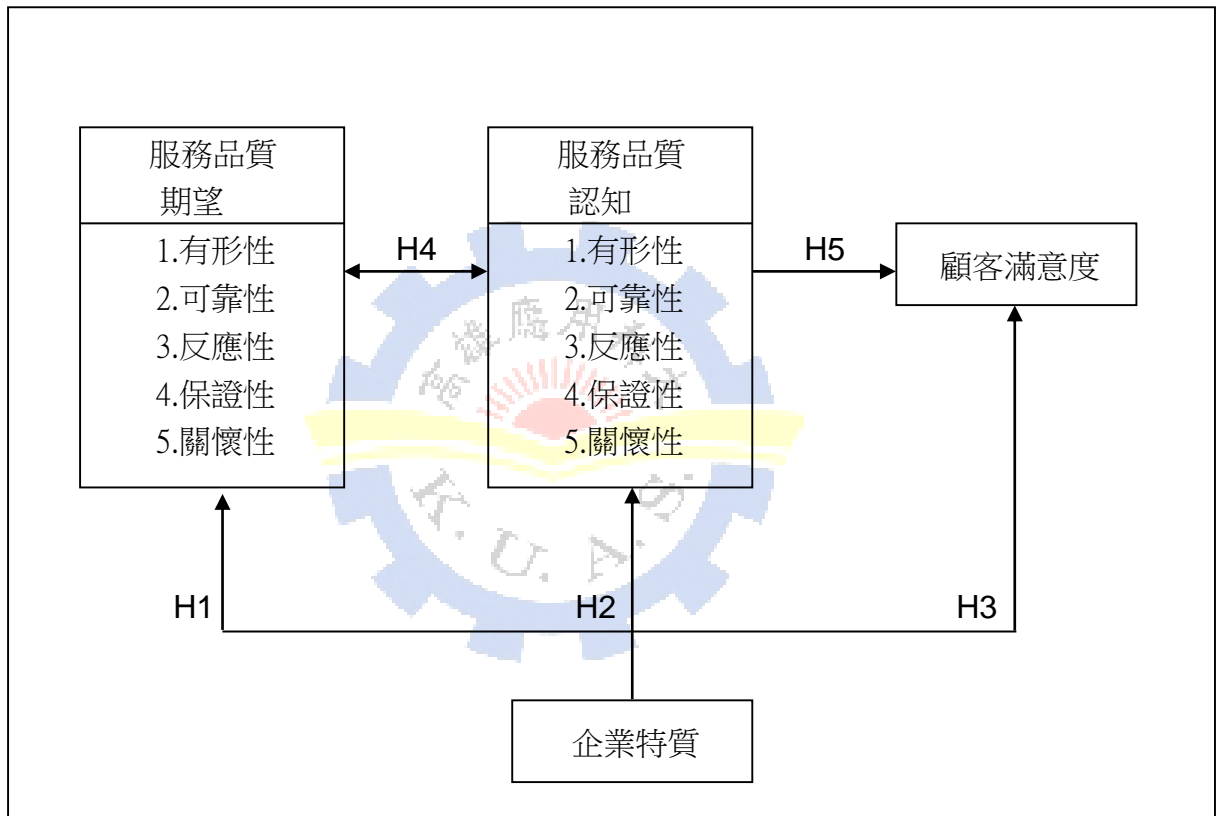 服務品質
期望
1.有形性
2.可靠性
3.反應性
4.保證性
5.關懷性
H4
服務品質
認知
1.有形性
2.可靠性
3.反應性
4.保證性
5.關懷性
H5
顧客滿意度
K.U.A.S.
H1
H2
H3
企業特質